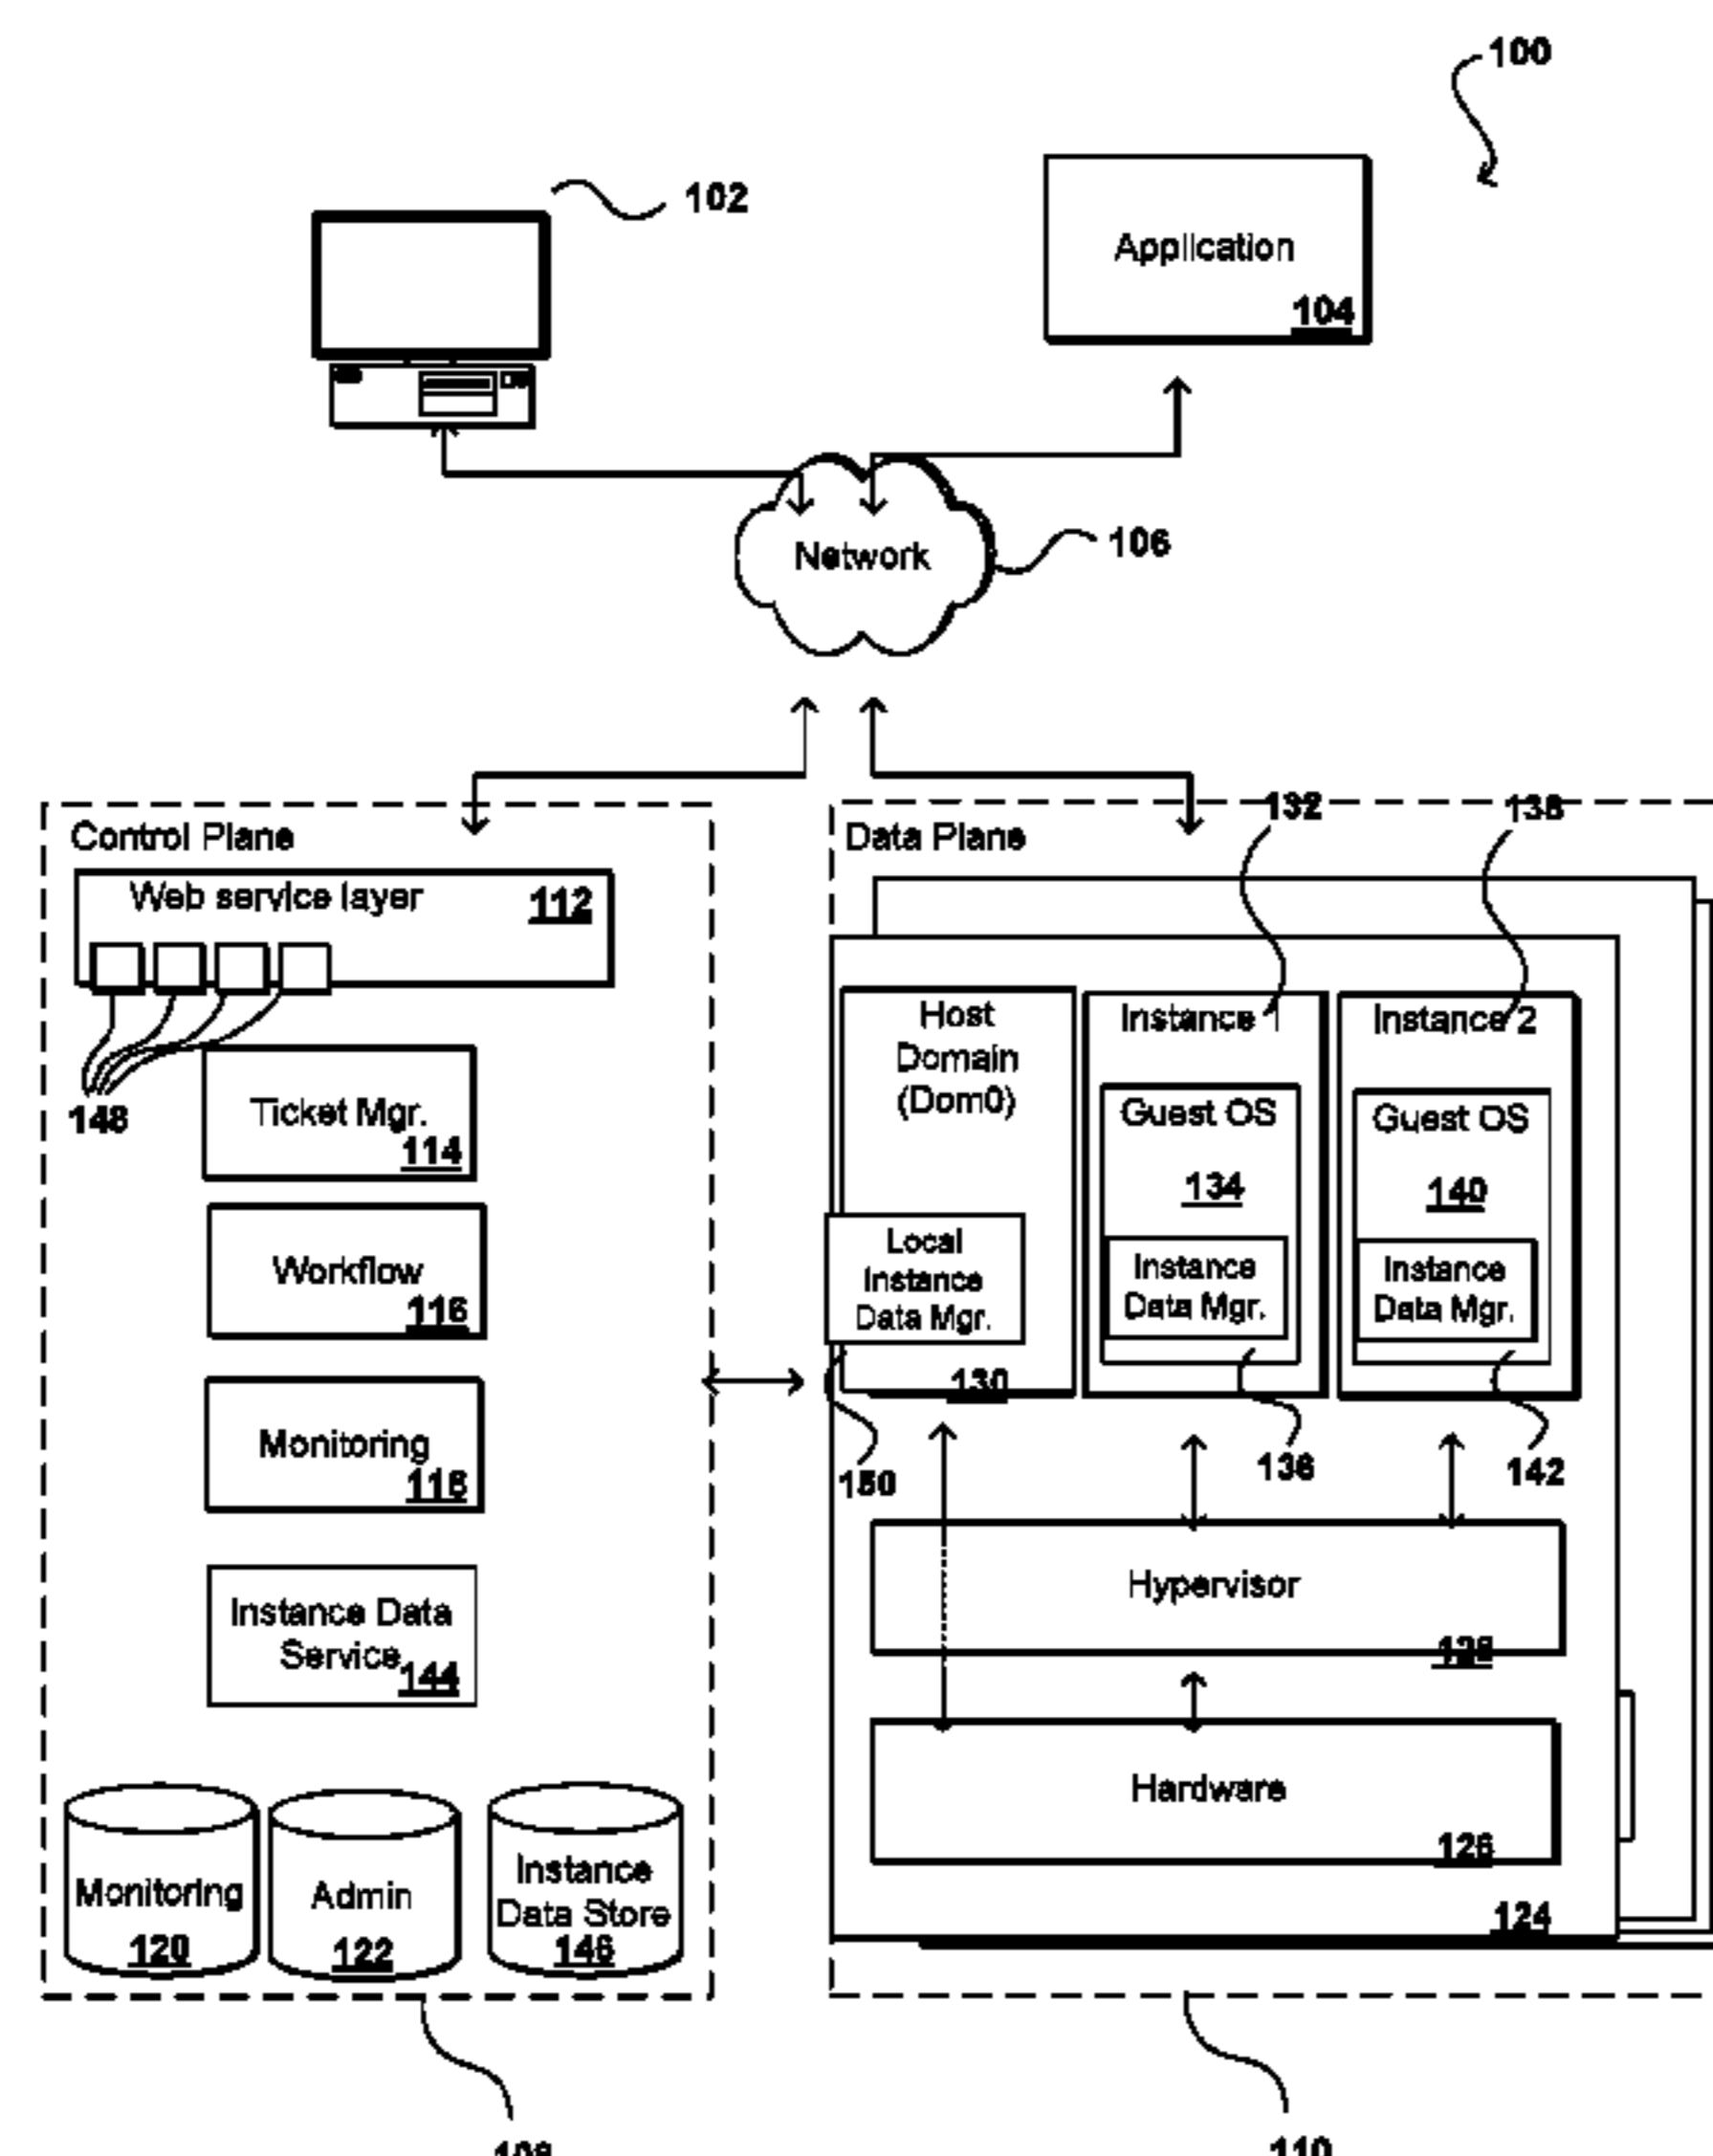 100
102
Application
104
Network
106
Control Plane
Web service layer
112
148
Ticket Mgr.
114
Workflow
116
Monitoring
118
Instance Data
Service
144
Monitoring
120
Admin
122
Instance
Data Store
146
108
Data Plane
132
138
Host
Domain
(Dom0)
Local
Instance
Data Mgr.
130
150
Instance 1
Guest OS
134
Instance
Data Mgr.
136
Instance 2
Guest OS
140
Instance
Data Mgr.
142
Hypervisor
128
Hardware
126
124
110